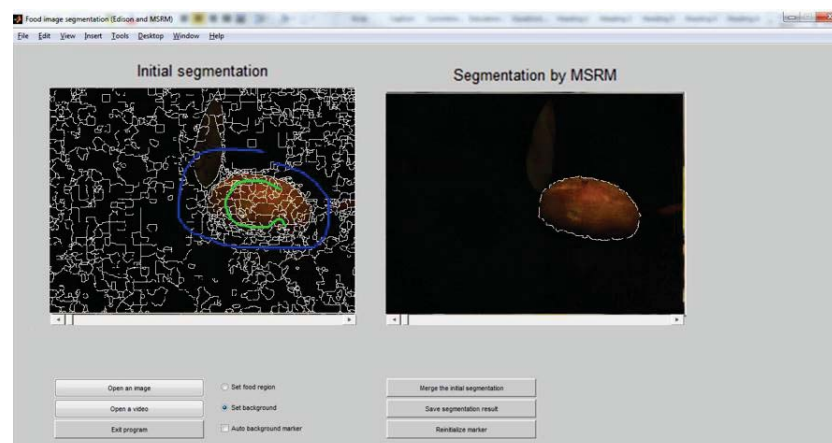 Food image segmentation (Edison and MSRM)
File Edit View Insert Tools Desktop Window Help
Initial segmentation
Segmentation by MSRM
Open an image
Set food region
Merge the initial segmentation
Open a video
Set background
Save segmentation result
Exit program
Auto background marker
Reinitialize marker